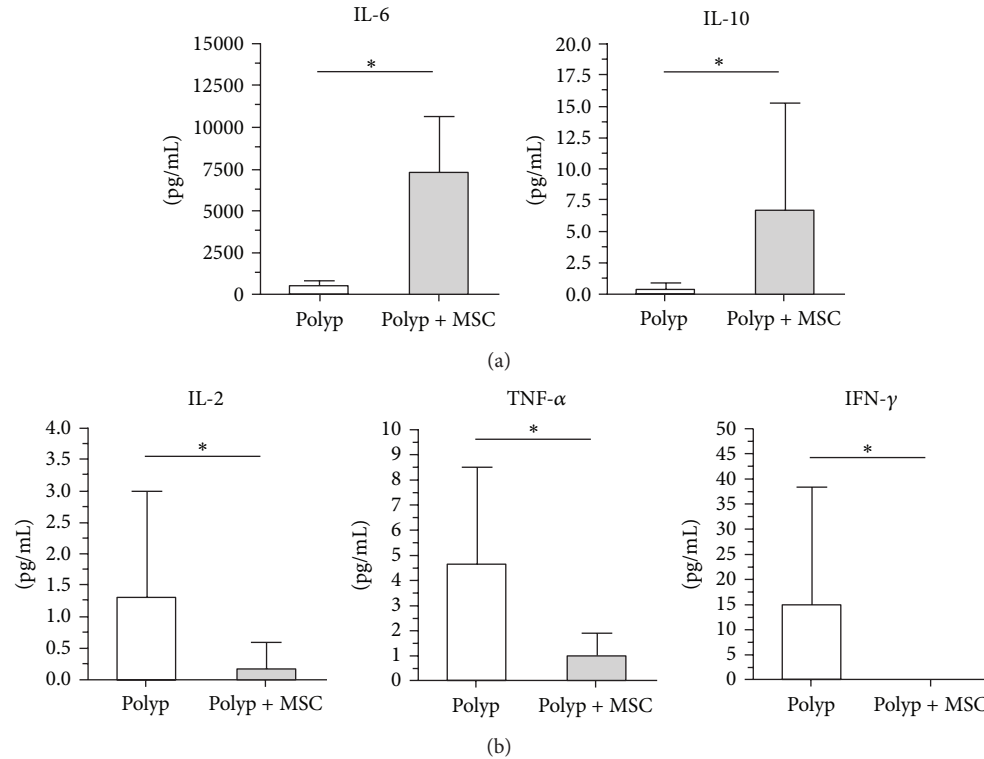 IL-6
15000
12500
10000
7500
5000
2500
0
(pg/mL)
*
Polyp
Polyp + MSC
IL-10
20.0
17.5
15.0
12.5
10.0
7.5
5.0
2.5
0.0
(pg/mL)
*
Polyp
Polyp + MSC
(a)
IL-2
4.0
3.5
3.0
2.5
2.0
1.5
1.0
0.5
0.0
(pg/mL)
*
Polyp
Polyp + MSC
TNF-α
10
9
8
7
6
5
4
3
2
1
0
(pg/mL)
*
Polyp
Polyp + MSC
IFN-γ
50
45
40
35
30
25
20
15
10
5
0
(pg/mL)
*
Polyp
Polyp + MSC
(b)